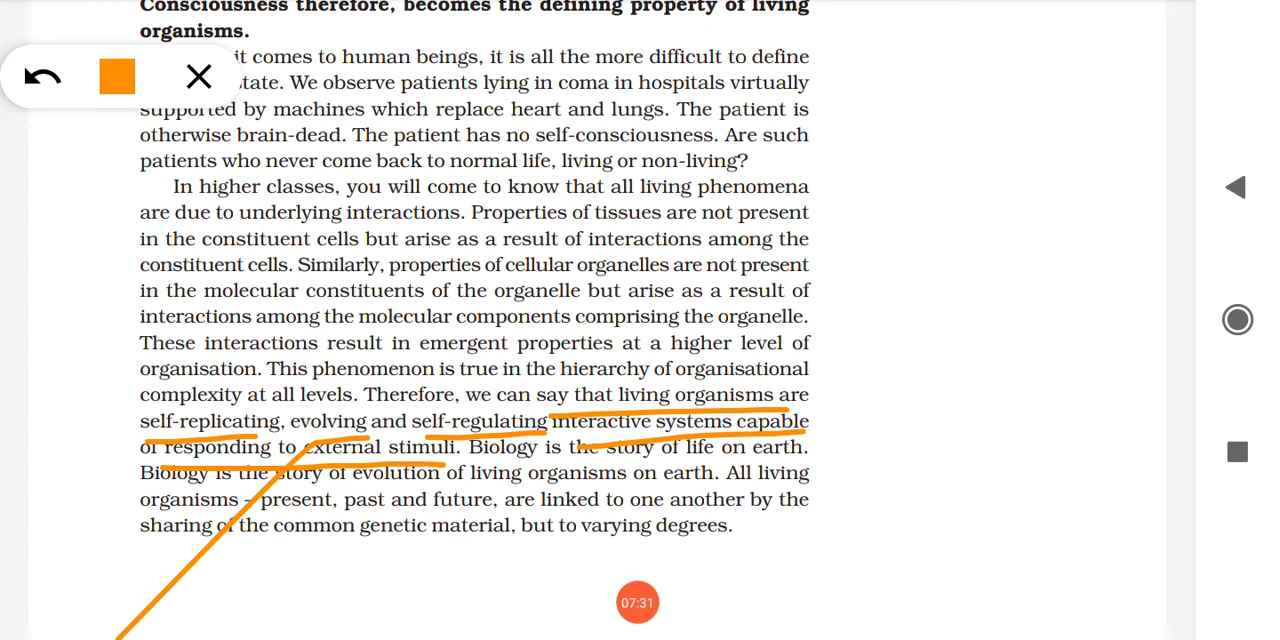 Consciousness therefore, becomes the defining property of living
organisms.
it comes to human beings, it is all the more difficult to define
state. We observe patients lying in coma in hospitals virtually
supported by machines which replace heart and lungs. The patient is
otherwise brain-dead. The patient has no self-consciousness. Are such
patients who never come back to normal life, living or non-living?
In higher classes, you will come to know that all living phenomena
are due to underlying interactions. Properties of tissues are not present
in the constituent cells but arise as a result of interactions among the
constituent cells. Similarly, properties of cellular organelles are not present
in the molecular constituents of the organelle but arise as a result of
interactions among the molecular components comprising the organelle.
These interactions result in emergent properties at a higher level of
organisation. This phenomenon is true in the hierarchy of organisational
complexity at all levels. Therefore, we can say that living organisms are
self-replicating, evolving and self-regulating interactive systems capable
of responding to external stimuli. Biology is the story of life on earth.
Biology is the story of evolution of living organisms on earth. All living
organisms – present, past and future, are linked to one another by the
sharing of the common genetic material, but to varying degrees.
07:31